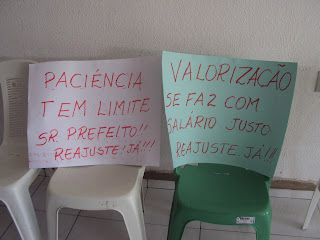 PACIÊNCIA
TEM LIMITE
SR. PREFEITO!!
REAJUSTE! JÁ!!!
VALORIZAÇÃO
SE FAZ COM
SALÁRIO JUSTO
REAJUSTE. JÁ!!